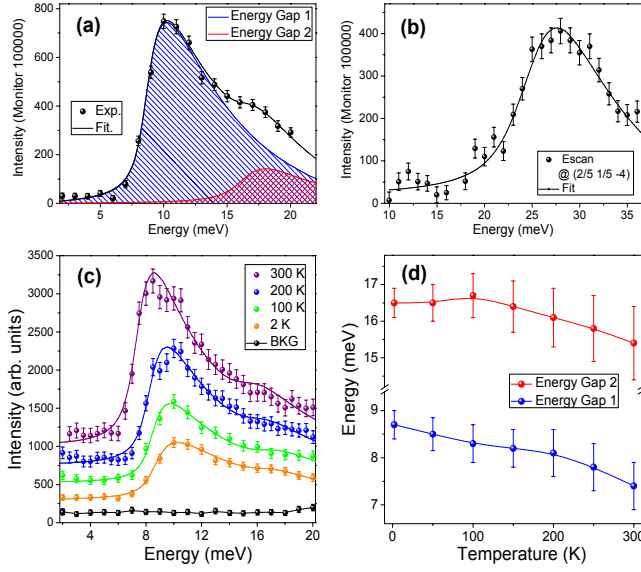 (a)
Energy Gap 1
Energy Gap 2
Exp.
Fit.
Intensity (Monitor 100000)
800
600
400
200
0
5
10
15
20
Energy (meV)
(b)
Escan
@ (2/5 1/5 -4)
Fit
Intensity (Monitor 100000)
400
300
200
100
0
10
15
20
25
30
35
Energy (meV)
(c)
300 K
200 K
100 K
2 K
BKG
Intensity (arb. units)
3500
3000
2500
2000
1500
1000
500
0
4
8
12
16
20
Energy (meV)
(d)
Energy Gap 2
Energy Gap 1
Energy (meV)
17
16
15
9
8
7
0
100
200
300
Temperature (K)